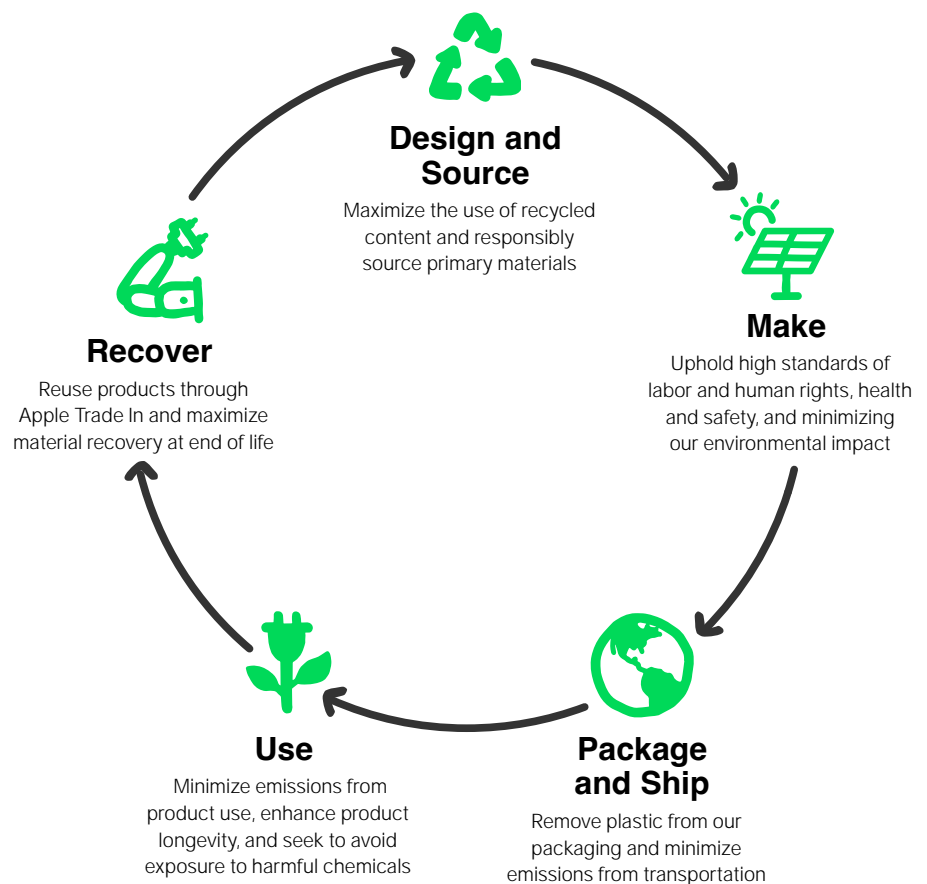 Design and
Source
Maximize the use of recycled
content and responsibly
source primary materials
Make
Uphold high standards of
labor and human rights, health
and safety, and minimizing
our environmental impact
Package
and Ship
Remove plastic from our
packaging and minimize
emissions from transportation
Use
Minimize emissions from
product use, enhance product
longevity, and seek to avoid
exposure to harmful chemicals
Recover
Reuse products through
Apple Trade In and maximize
material recovery at end of life